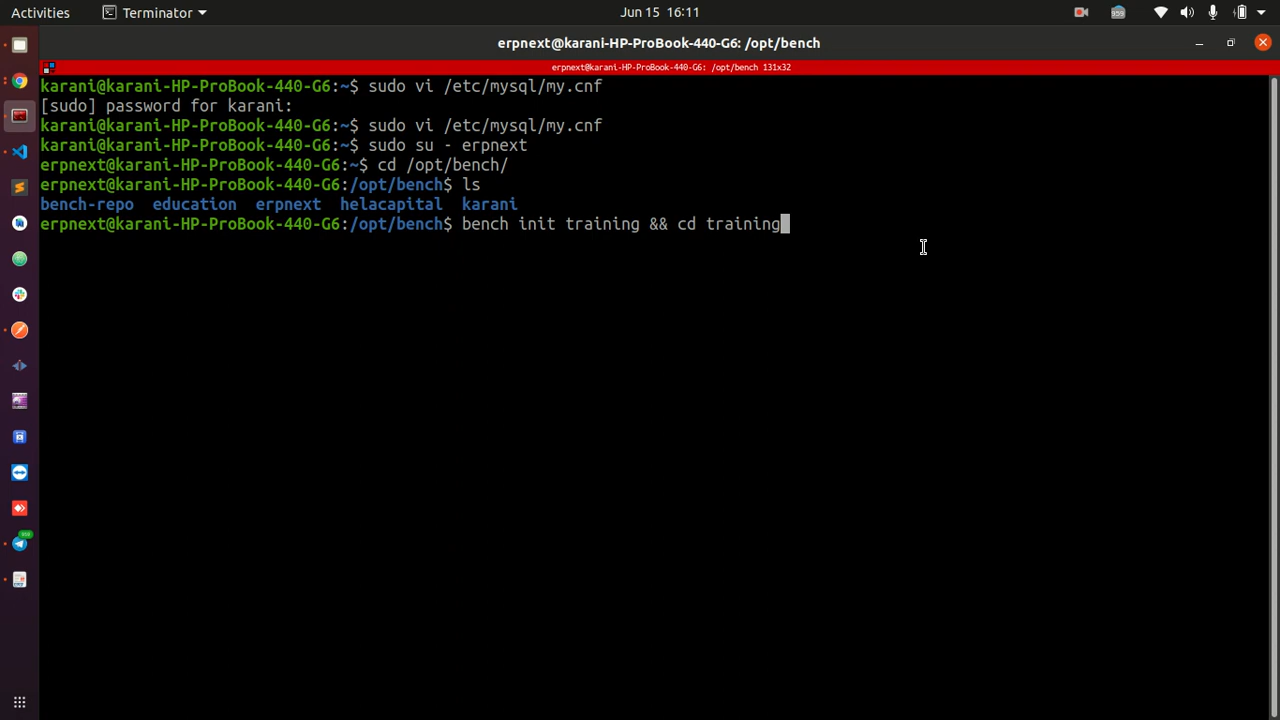 Activities
Terminator
Jun 15 16:11
erpnext@karani-HP-ProBook-440-G6: /opt/bench
erpnext@karani-HP-ProBook-440-G6: /opt/bench 131x32
karani@karani-HP-ProBook-440-G6:~$ sudo vi /etc/mysql/my.cnf
[sudo] password for karani:
karani@karani-HP-ProBook-440-G6:~$ sudo vi /etc/mysql/my.cnf
karani@karani-HP-ProBook-440-G6:~$ sudo su - erpnext
erpnext@karani-HP-ProBook-440-G6:~$ cd /opt/bench/
erpnext@karani-HP-ProBook-440-G6:/opt/bench$ ls
bench-repo education erpnext helacapital karani
erpnext@karani-HP-ProBook-440-G6:/opt/bench$ bench init training && cd training